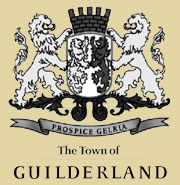 PROSPICE GELRIA
The Town of
GUILDERLAND